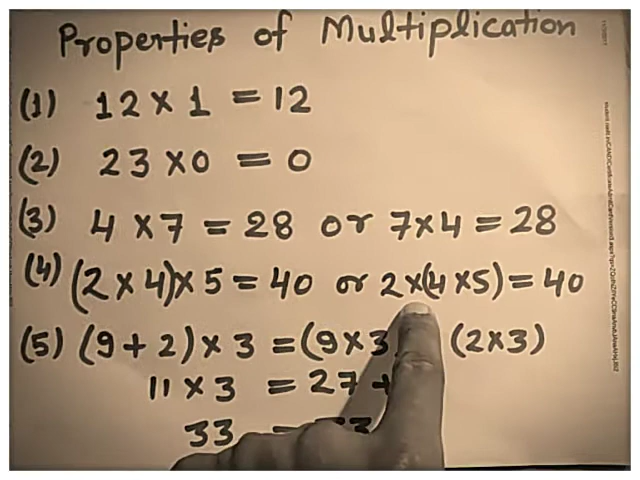 Properties of Multiplication
(1) 12 × 1 = 12
(2) 23 × 0 = 0
(3) 4 × 7 = 28 or 7 × 4 = 28
(4) (2 × 4) × 5 = 40 or 2 × (4 × 5) = 40
(5) (9 + 2) × 3 = (9 × 3 (2 × 3)
11 × 3 = 27 +
33 = 33